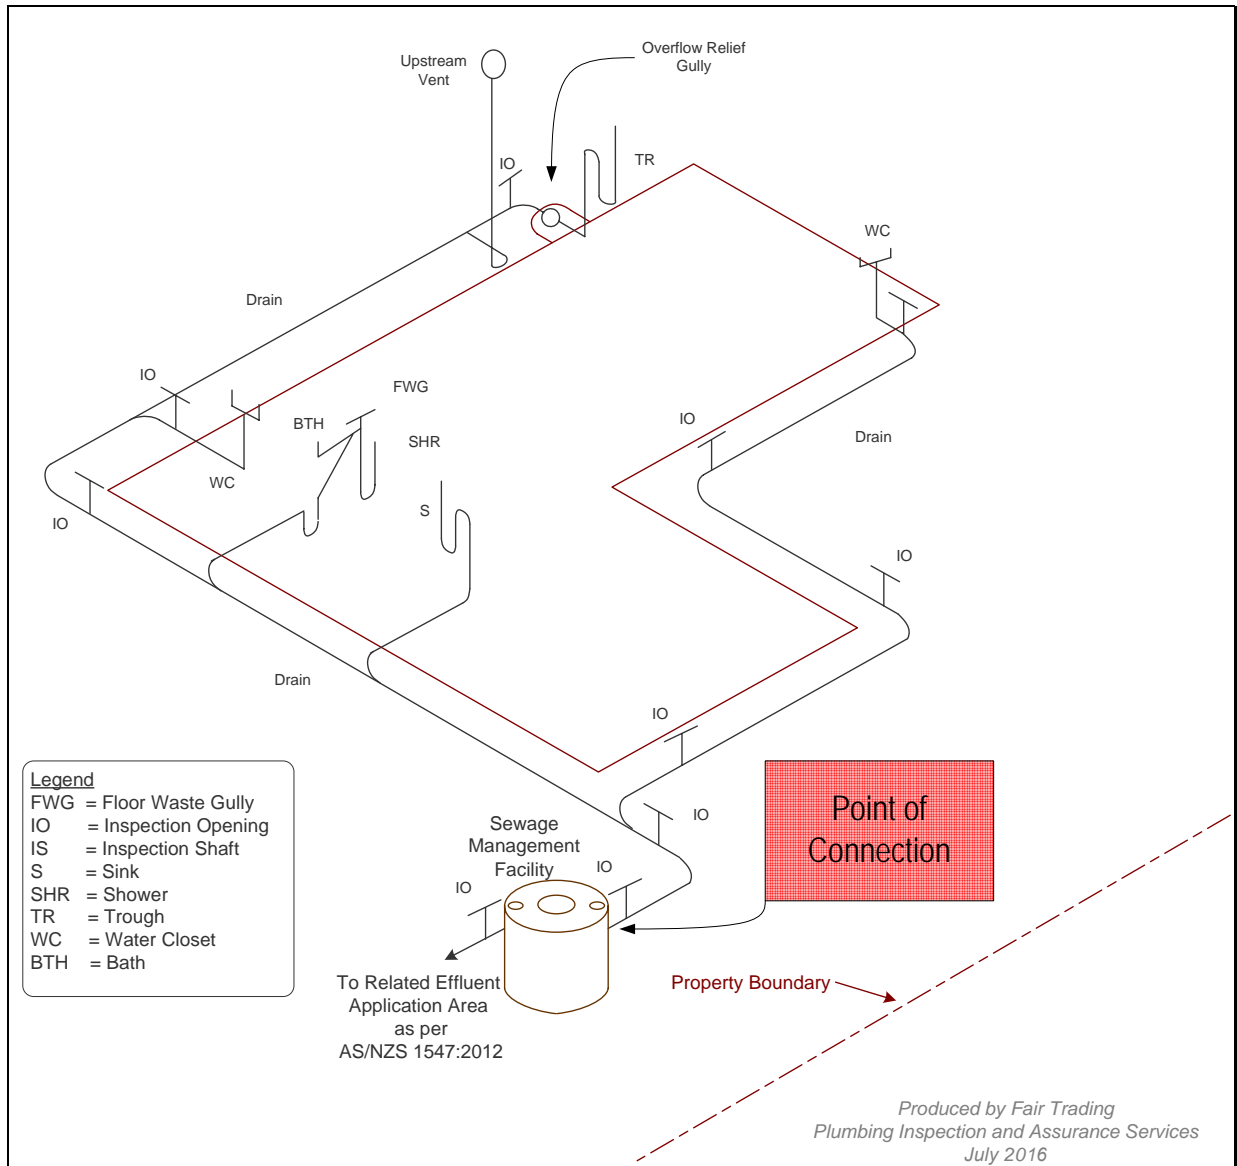 Overflow Relief
Gully
Upstream
Vent
IO
TR
WC
Drain
IO
FWG
BTH
SHR
IO
Drain
WC
S
IO
IO
Drain
IO
Legend
FWG = Floor Waste Gully
IO = Inspection Opening
IS = Inspection Shaft
S = Sink
SHR = Shower
TR = Trough
WC = Water Closet
BTH = Bath
Point of
Connection
IO
Sewage
Management
Facility
IO
IO
To Related Effluent
Application Area
as per
AS/NZS 1547:2012
Property Boundary
Produced by Fair Trading
Plumbing Inspection and Assurance Services
July 2016